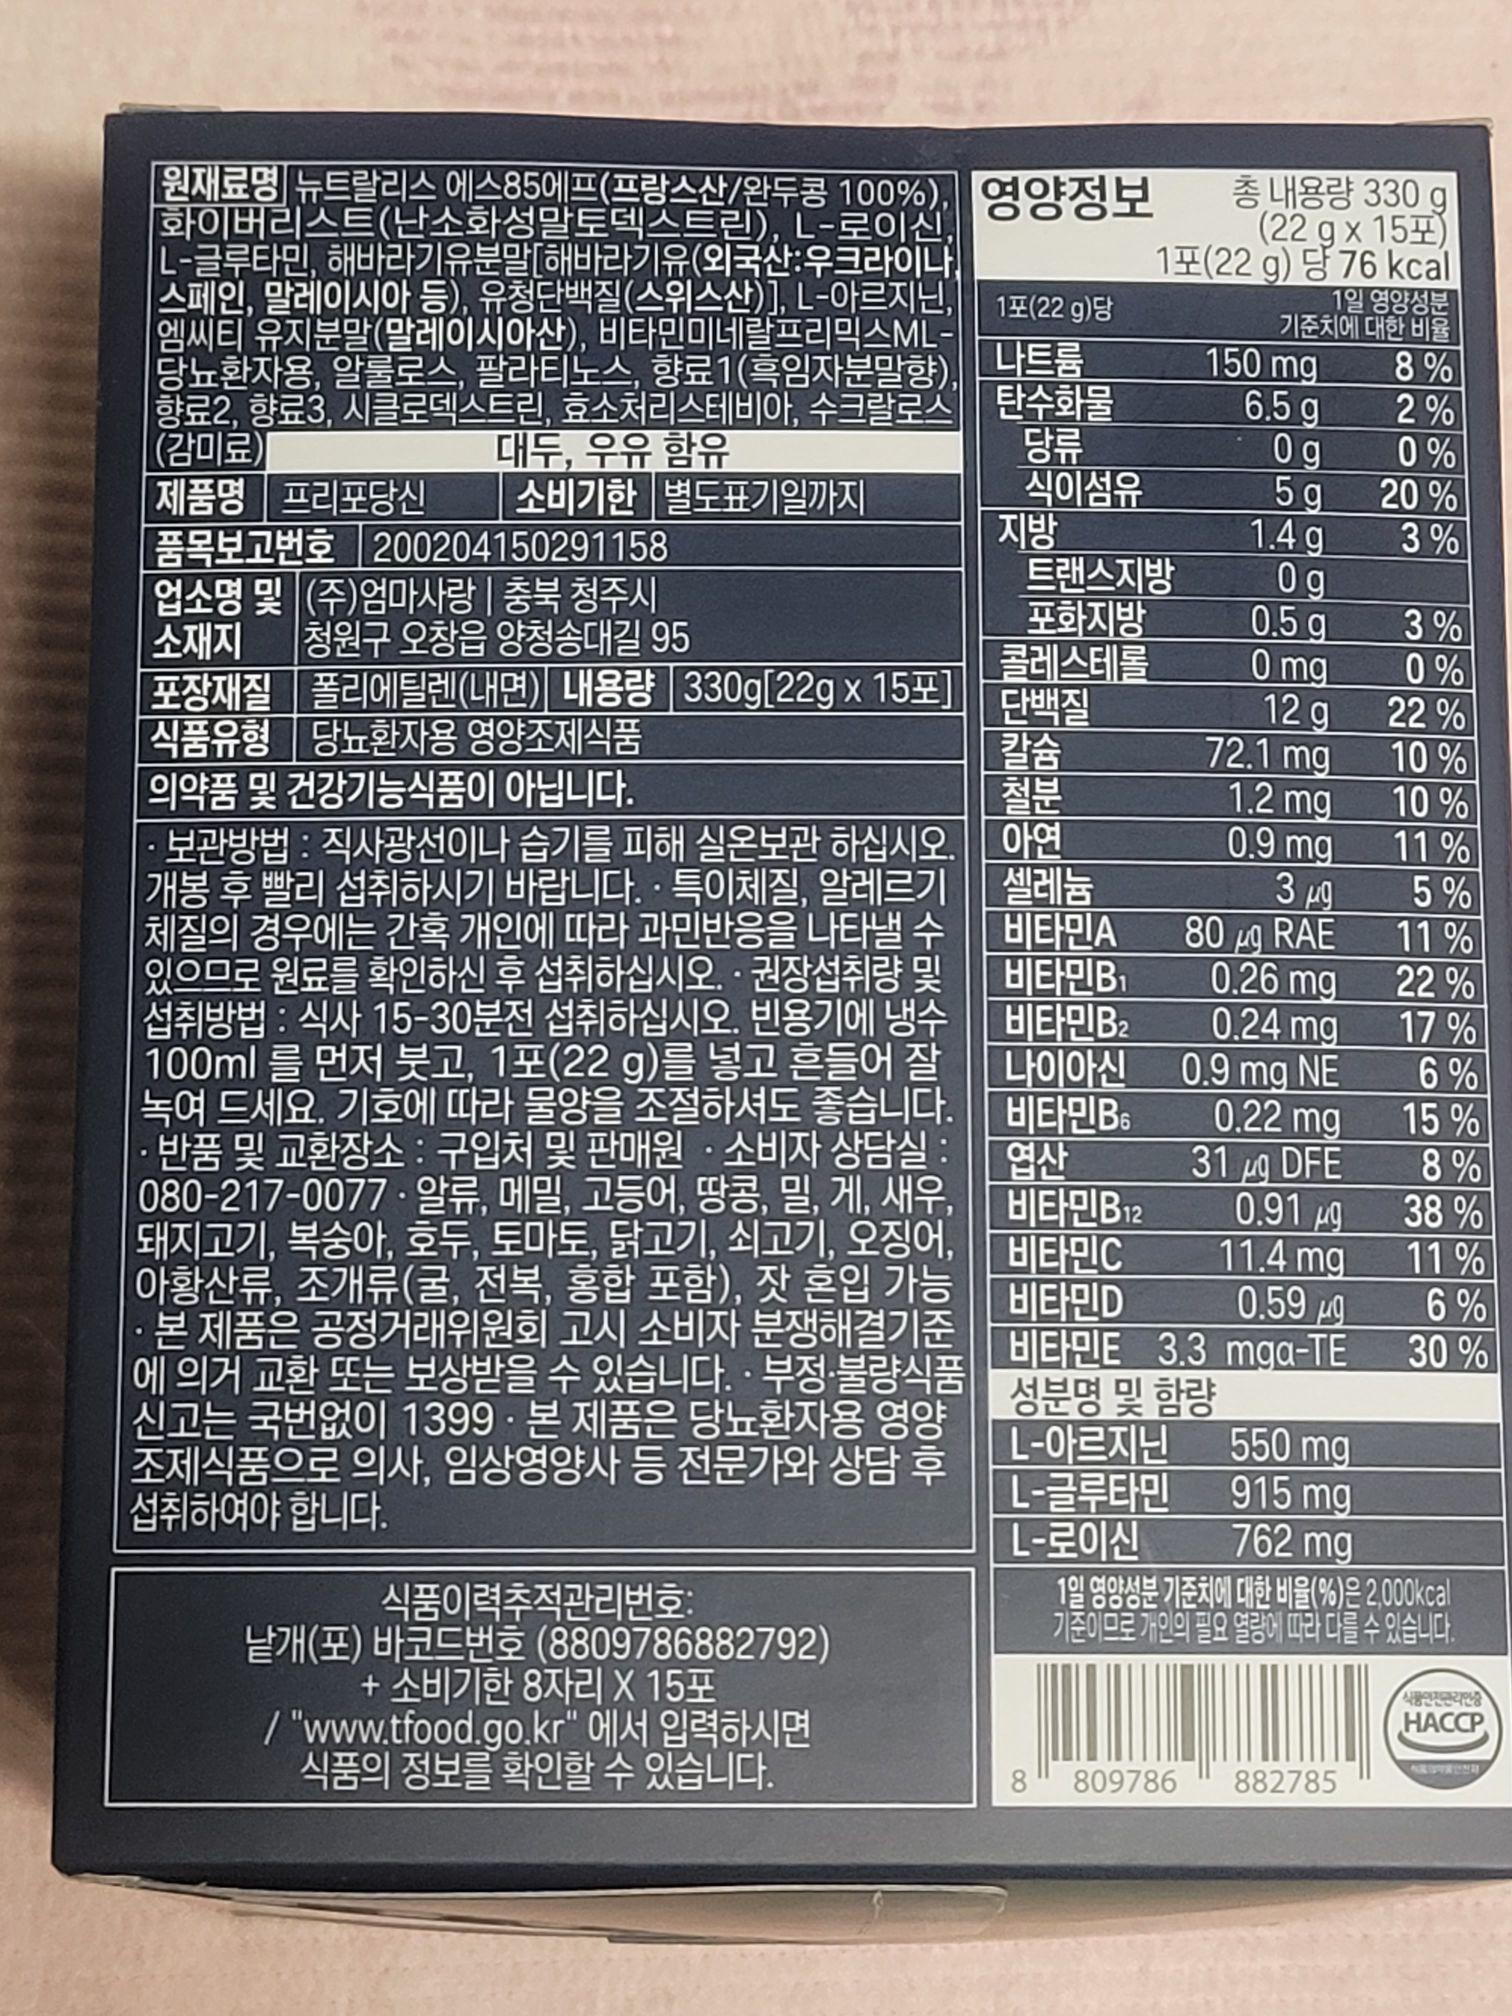 원재료명 뉴트랄리스 에스85에프(프랑스산/완두콩 100%),
화이버리스트(난소화성말토덱스트린), L-로이신,
L-글루타민, 해바라기유분말[해바라기유(외국산:우크라이나,
스페인, 말레이시아 등), 유청단백질(스위스산)], L-아르지닌,
엠씨티 유지분말(말레이시아산), 비타민미네랄프리믹스ML-
당뇨환자용, 알룰로스, 팔라티노스, 향료1(흑임자분말향),
향료2, 향료3, 시클로덱스트린, 효소처리스테비아, 수크랄로스
(감미료) 대두, 우유 함유
제품명 프리포당신 소비기한 별도표기일까지
품목보고번호 200204150291158
업소명 및 (주)엄마사랑 | 충북 청주시
소재지 청원구 오창읍 양청송대길 95
포장재질 폴리에틸렌(내면) 내용량 330g[22g x 15포]
식품유형 당뇨환자용 영양조제식품
의약품 및 건강기능식품이 아닙니다.
· 보관방법 : 직사광선이나 습기를 피해 실온보관 하십시오.
개봉 후 빨리 섭취하시기 바랍니다. · 특이체질, 알레르기
체질의 경우에는 간혹 개인에 따라 과민반응을 나타낼 수
있으므로 원료를 확인하신 후 섭취하십시오. · 권장섭취량 및
섭취방법 : 식사 15-30분전 섭취하십시오. 빈용기에 냉수
100ml 를 먼저 붓고, 1포(22 g)를 넣고 흔들어 잘
녹여 드세요. 기호에 따라 물양을 조절하셔도 좋습니다.
· 반품 및 교환장소 : 구입처 및 판매원 · 소비자 상담실 :
080-217-0077 · 알류, 메밀, 고등어, 땅콩, 밀, 게, 새우,
돼지고기, 복숭아, 호두, 토마토, 닭고기, 쇠고기, 오징어,
아황산류, 조개류(굴, 전복, 홍합 포함), 잣 혼입 가능
· 본 제품은 공정거래위원회 고시 소비자 분쟁해결기준
에 의거 교환 또는 보상받을 수 있습니다. · 부정·불량식품
신고는 국번없이 1399 · 본 제품은 당뇨환자용 영양
조제식품으로 의사, 임상영양사 등 전문가와 상담 후
섭취하여야 합니다.
식품이력추적관리번호:
낱개(포) 바코드번호 (8809786882792)
+ 소비기한 8자리 X 15포
/ "www.tfood.go.kr" 에서 입력하시면
식품의 정보를 확인할 수 있습니다.
영양정보 총 내용량 330 g
(22 g x 15포)
1포(22 g) 당 76 kcal
1포(22 g)당 1일 영양성분
기준치에 대한 비율
나트륨 150 mg 8 %
탄수화물 6.5 g 2 %
당류 0 g 0 %
식이섬유 5 g 20 %
지방 1.4 g 3 %
트랜스지방 0 g
포화지방 0.5 g 3 %
콜레스테롤 0 mg 0 %
단백질 12 g 22 %
칼슘 72.1 mg 10 %
철분 1.2 mg 10 %
아연 0.9 mg 11 %
셀레늄 3 μg 5 %
비타민A 80 μg RAE 11 %
비타민B1 0.26 mg 22 %
비타민B2 0.24 mg 17 %
나이아신 0.9 mg NE 6 %
비타민B6 0.22 mg 15 %
엽산 31 μg DFE 8 %
비타민B12 0.91 μg 38 %
비타민C 11.4 mg 11 %
비타민D 0.59 μg 6 %
비타민E 3.3 mgα-TE 30 %
성분명 및 함량
L-아르지닌 550 mg
L-글루타민 915 mg
L-로이신 762 mg
1일 영양성분 기준치에 대한 비율(%)은 2,000kcal
기준이므로 개인의 필요 열량에 따라 다를 수 있습니다.
8 809786 882785
식품안전관리인증
HACCP
식품의약품안전처